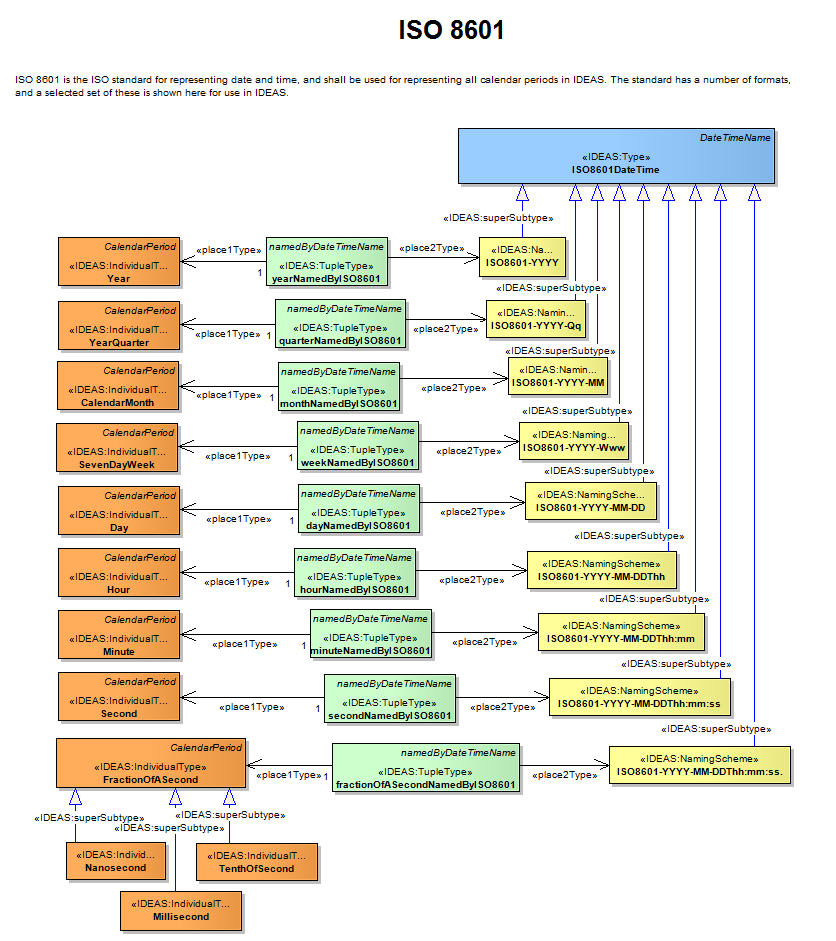 ISO 8601
ISO 8601 is the ISO standard for representing date and time, and shall be used for representing all calendar periods in IDEAS. The standard has a number of formats,
and a selected set of these is shown here for use in IDEAS.
DateTimeName
«IDEAS:Type»
ISO8601DateTime
«IDEAS:superSubtype»
CalendarPeriod
«IDEAS:IndividualT...
Year
«place1Type»
1
namedByDateTimeName
«IDEAS:TupleType»
yearNamedByISO8601
«place2Type»
«IDEAS:Na...
ISO8601-YYYY
«IDEAS:superSubtype»
CalendarPeriod
«IDEAS:IndividualT...
YearQuarter
«place1Type»
1
namedByDateTimeName
«IDEAS:TupleType»
quarterNamedByISO8601
«place2Type»
«IDEAS:Namin...
ISO8601-YYYY-Qq
«IDEAS:superSubtype»
CalendarPeriod
«IDEAS:IndividualT...
CalendarMonth
«place1Type»
1
namedByDateTimeName
«IDEAS:TupleType»
monthNamedByISO8601
«place2Type»
«IDEAS:Namin...
ISO8601-YYYY-MM
«IDEAS:superSubtype»
CalendarPeriod
«IDEAS:IndividualT...
SevenDayWeek
«place1Type»
1
namedByDateTimeName
«IDEAS:TupleType»
weekNamedByISO8601
«place2Type»
«IDEAS:Naming...
ISO8601-YYYY-Www
«IDEAS:superSubtype»
CalendarPeriod
«IDEAS:IndividualT...
Day
«place1Type»
1
namedByDateTimeName
«IDEAS:TupleType»
dayNamedByISO8601
«place2Type»
«IDEAS:NamingSche...
ISO8601-YYYY-MM-DD
«IDEAS:superSubtype»
CalendarPeriod
«IDEAS:IndividualT...
Hour
«place1Type»
1
namedByDateTimeName
«IDEAS:TupleType»
hourNamedByISO8601
«place2Type»
«IDEAS:NamingScheme»
ISO8601-YYYY-MM-DDThh
«IDEAS:superSubtype»
CalendarPeriod
«IDEAS:IndividualT...
Minute
«place1Type»
1
namedByDateTimeName
«IDEAS:TupleType»
minuteNamedByISO8601
«place2Type»
«IDEAS:NamingScheme»
ISO8601-YYYY-MM-DDThh:mm
«IDEAS:superSubtype»
CalendarPeriod
«IDEAS:IndividualT...
Second
«place1Type»
1
namedByDateTimeName
«IDEAS:TupleType»
secondNamedByISO8601
«place2Type»
«IDEAS:NamingScheme»
ISO8601-YYYY-MM-DDThh:mm:ss
«IDEAS:superSubtype»
CalendarPeriod
«IDEAS:IndividualType»
FractionOfASecond
«place1Type»
1
namedByDateTimeName
«IDEAS:TupleType»
fractionOfASecondNamedByISO8601
«place2Type»
«IDEAS:NamingScheme»
ISO8601-YYYY-MM-DDThh:mm:ss.
«IDEAS:superSubtype»
«IDEAS:superSubtype»
«IDEAS:superSubtype»
«IDEAS:Individ...
Nanosecond
«IDEAS:IndividualT...
TenthOfSecond
«IDEAS:IndividualT...
Millisecond